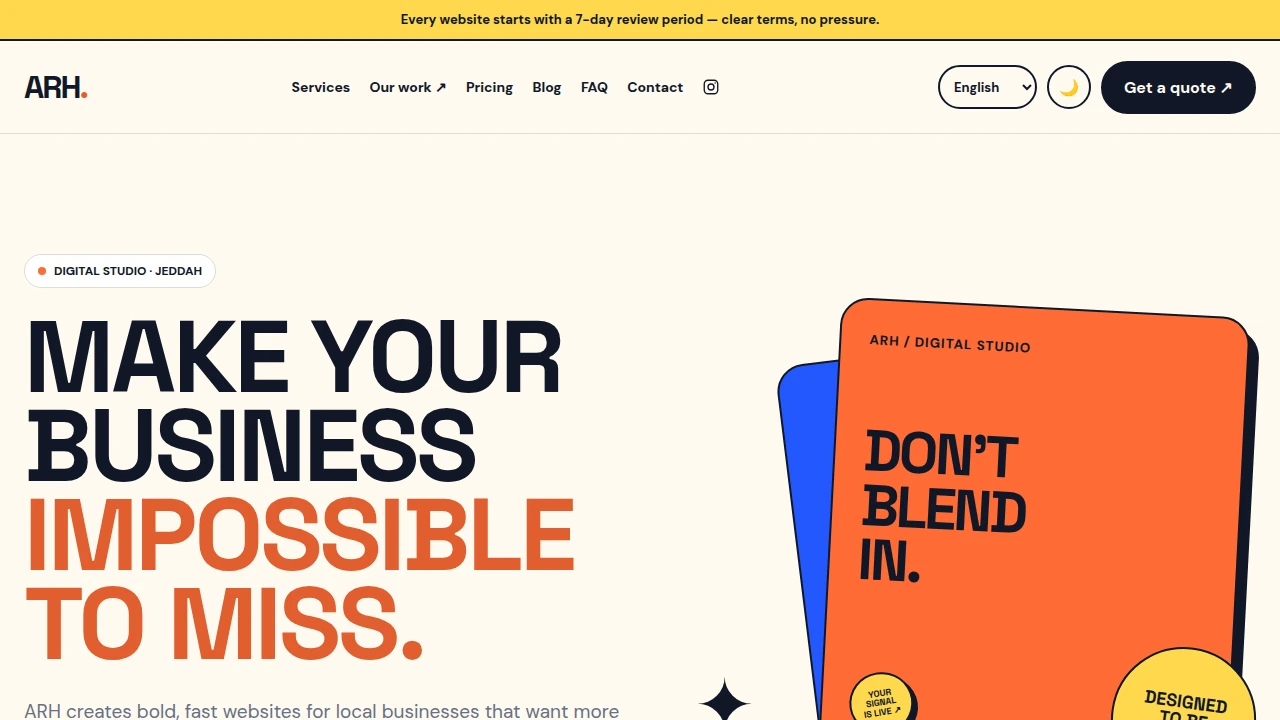 Every website starts with a 7-day review period — clear terms, no pressure.
ARH.
Services
Our work ↗
Pricing
Blog
FAQ
Contact
English
Get a quote ↗
DIGITAL STUDIO · JEDDAH
MAKE YOUR
BUSINESS
IMPOSSIBLE
TO MISS.
ARH creates bold, fast websites for local businesses that want more
ARH / DIGITAL STUDIO
DON’T
BLEND
IN.
YOUR
SIGNAL
IS LIVE ↗
DESIGNED
TO BE